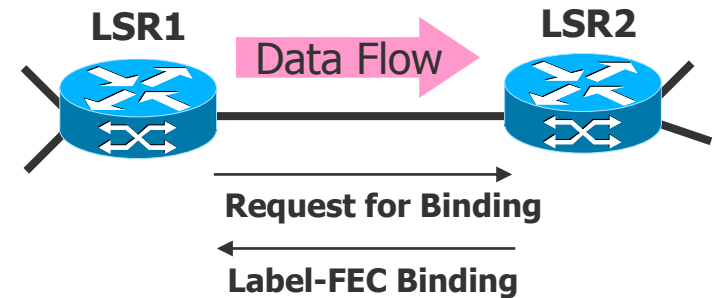 LSR1
LSR2
Data Flow
Request for Binding
Label-FEC Binding